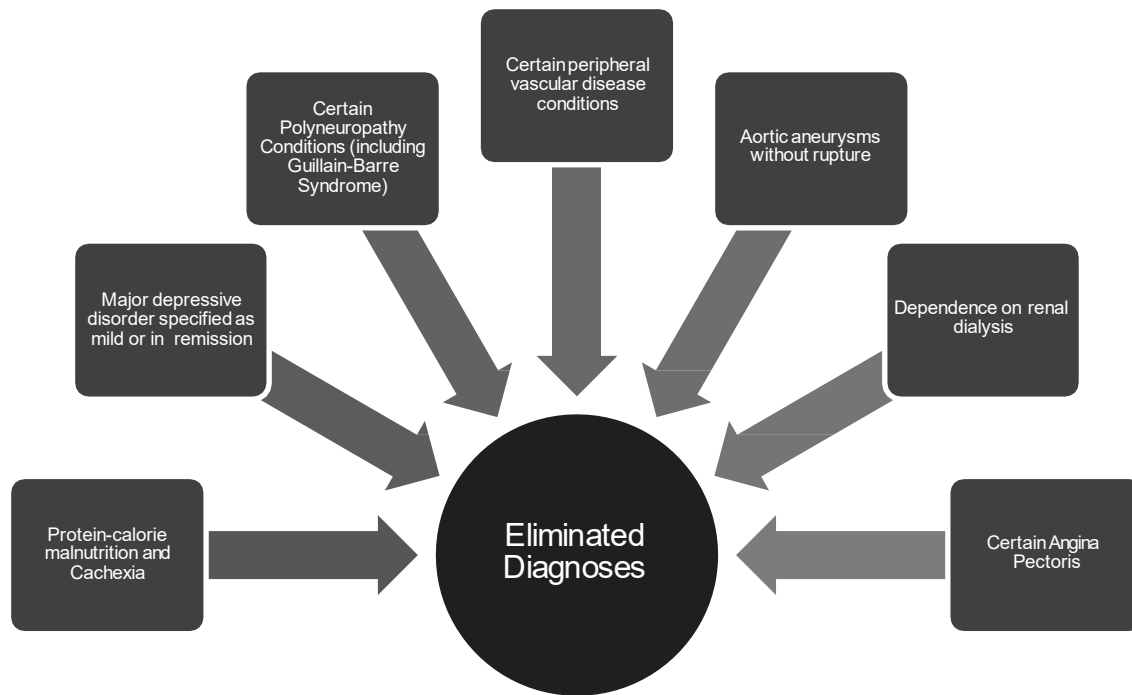 Certain peripheral
vascular disease
conditions
Certain
Polyneuropathy
Conditions (including
Guillain-Barre
Syndrome)
Aortic aneurysms
without rupture
Major depressive
disorder specified as
mild or in remission
Dependence on renal
dialysis
Protein-calorie
malnutrition and
Cachexia
Eliminated
Diagnoses
Certain Angina
Pectoris